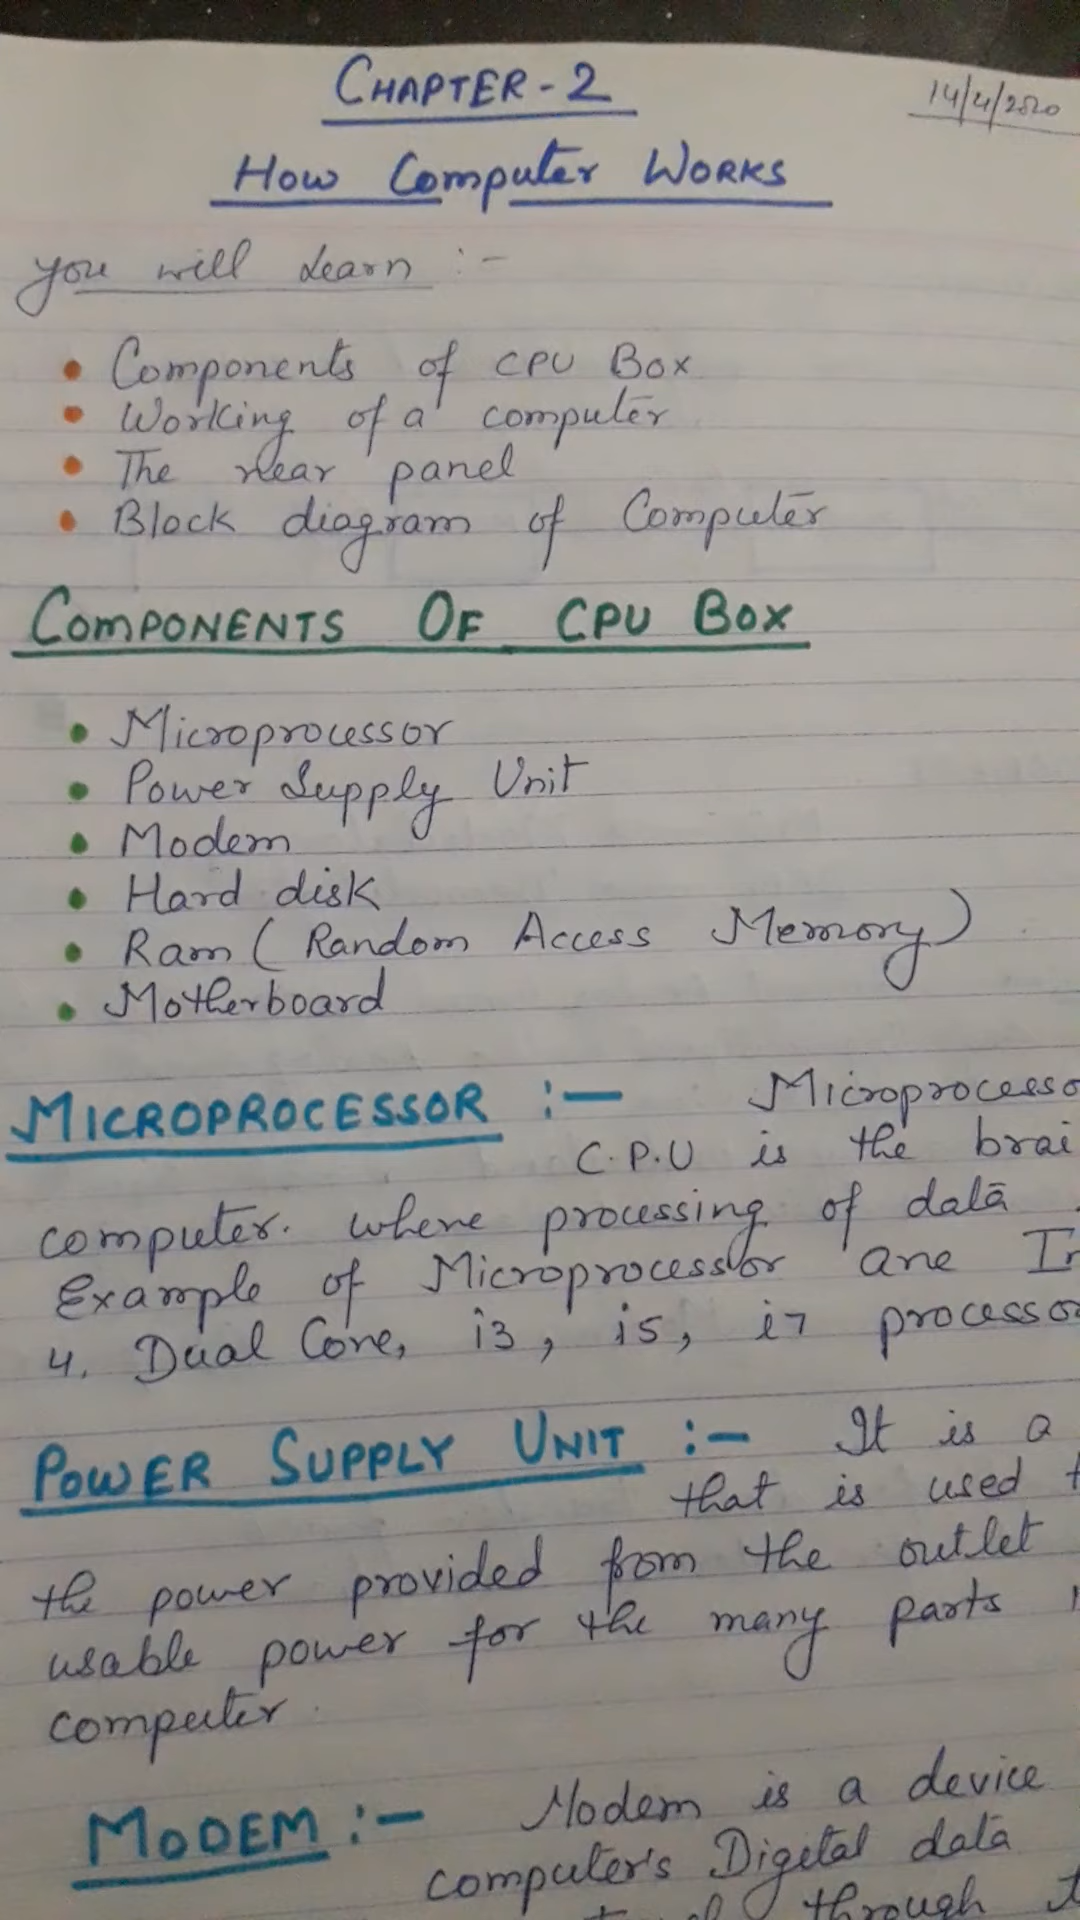 CHAPTER-2
14/4/2020
HOW COMPUTER WORKS
You will learn :-
• Components of CPU Box
• Working of a computer
• The rear panel
• Block diagram of Computer
COMPONENTS OF CPU BOX
• Microprocessor
• Power Supply Unit
• Modem
• Hard disk
• Ram (Random Access Memory)
• Motherboard
MICROPROCESSOR :- Microprocesso
C.P.U is the brai
computer. where processing of data
Example of Microprocessor are In
4. Dual Core, i3, i5, i7 processo
POWER SUPPLY UNIT :- It is a
that is used t
the power provided from the outlet
usable power for the many parts
computer.
MODEM :- Modem is a device
computer's Digital data
through